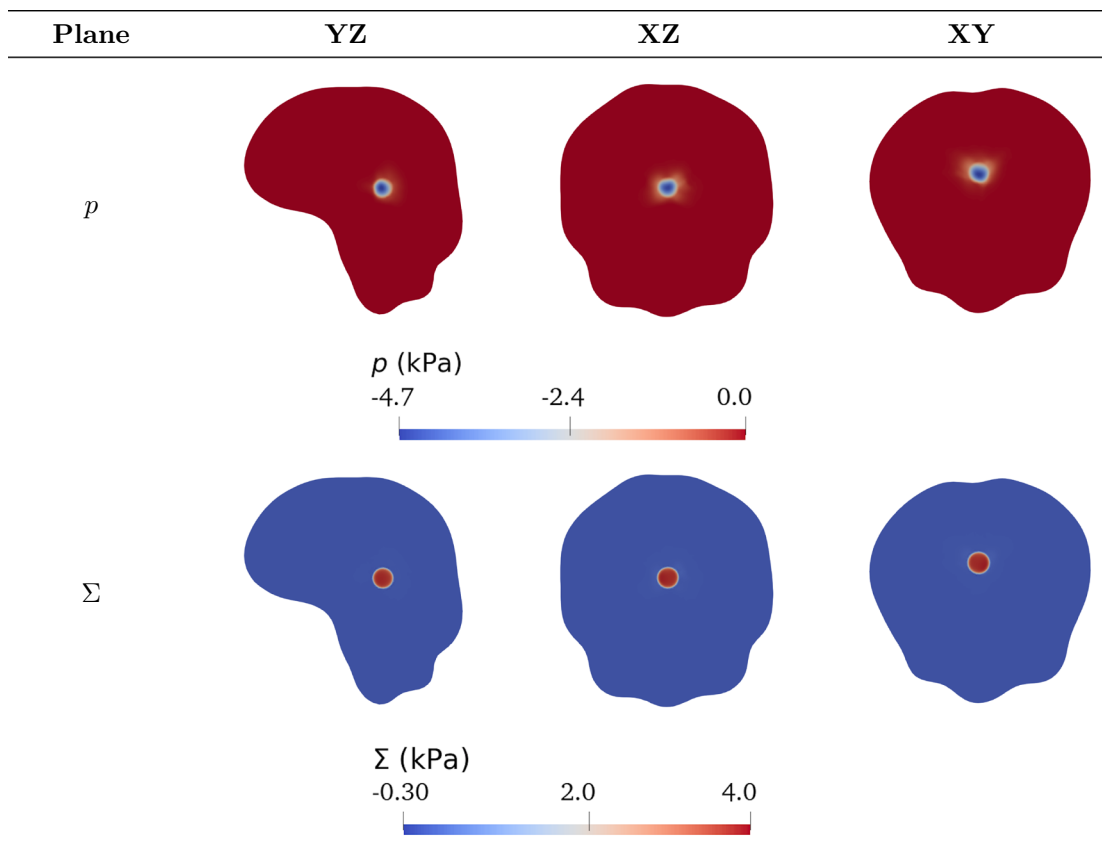 Plane YZ XZ XY
p
p (kPa)
-4.7 -2.4 0.0
Σ
Σ (kPa)
-0.30 2.0 4.0